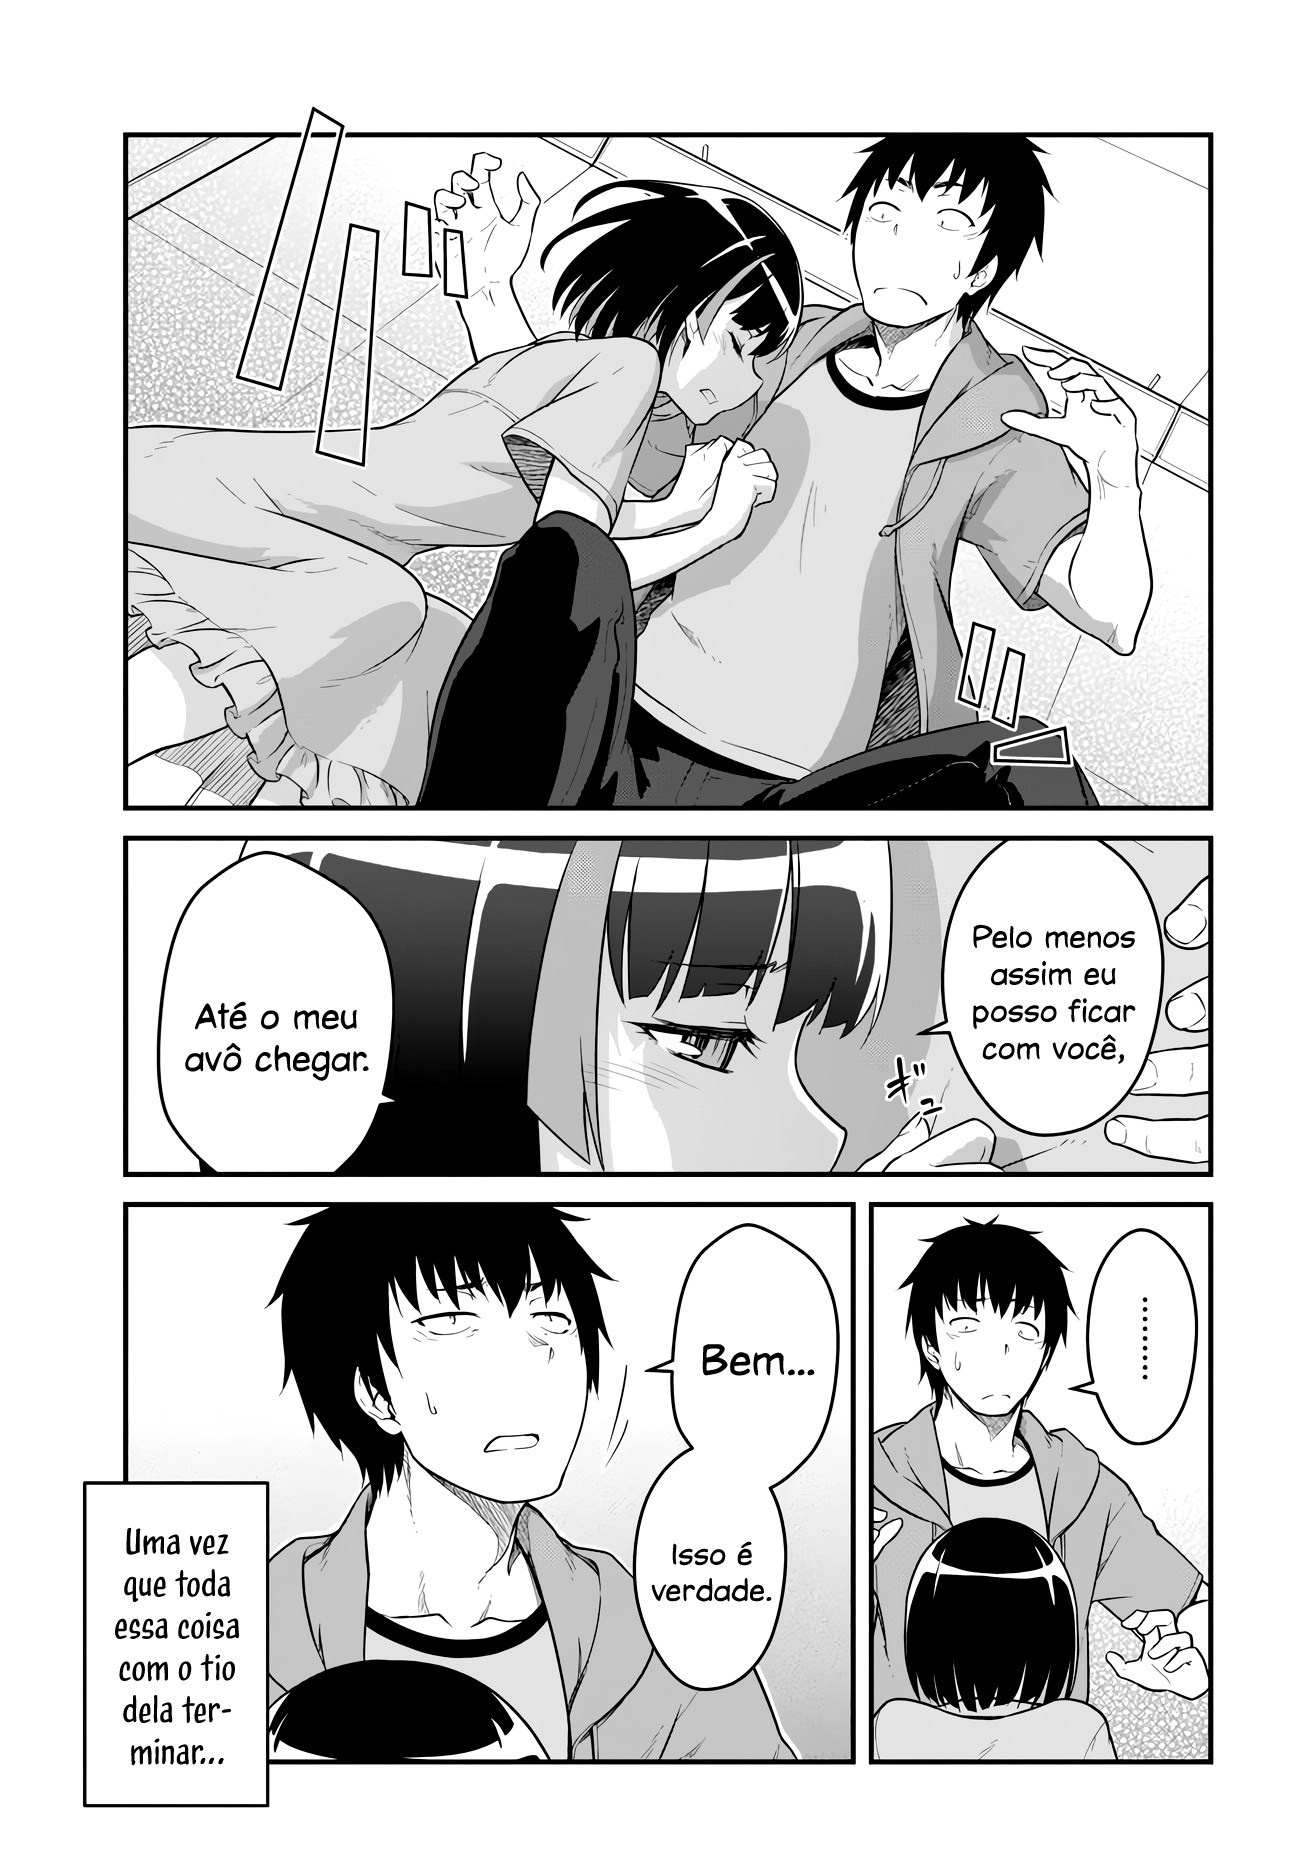 Pelo menos
assim eu
posso ficar
com você,
ギュ
Até o meu
avô chegar.
..........
Bem...
Isso é
verdade.
Uma vez
que toda
essa coisa
com o tio
dela ter-
minar...